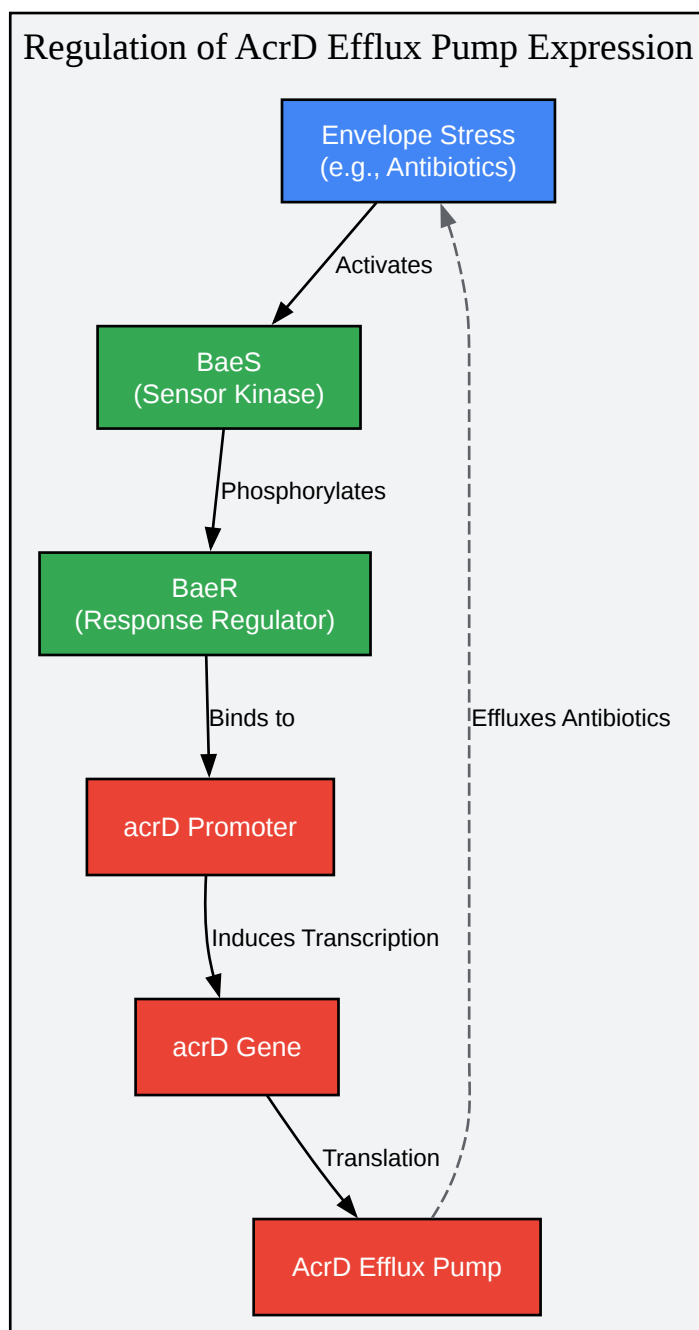 Regulation of AcrD Efflux Pump Expression
Envelope Stress
(e.g., Antibiotics)
Activates
BaeS
(Sensor Kinase)
Phosphorylates
BaeR
(Response Regulator)
Binds to
Effluxes Antibiotics
acrD Promoter
Induces Transcription
acrD Gene
Translation
AcrD Efflux Pump